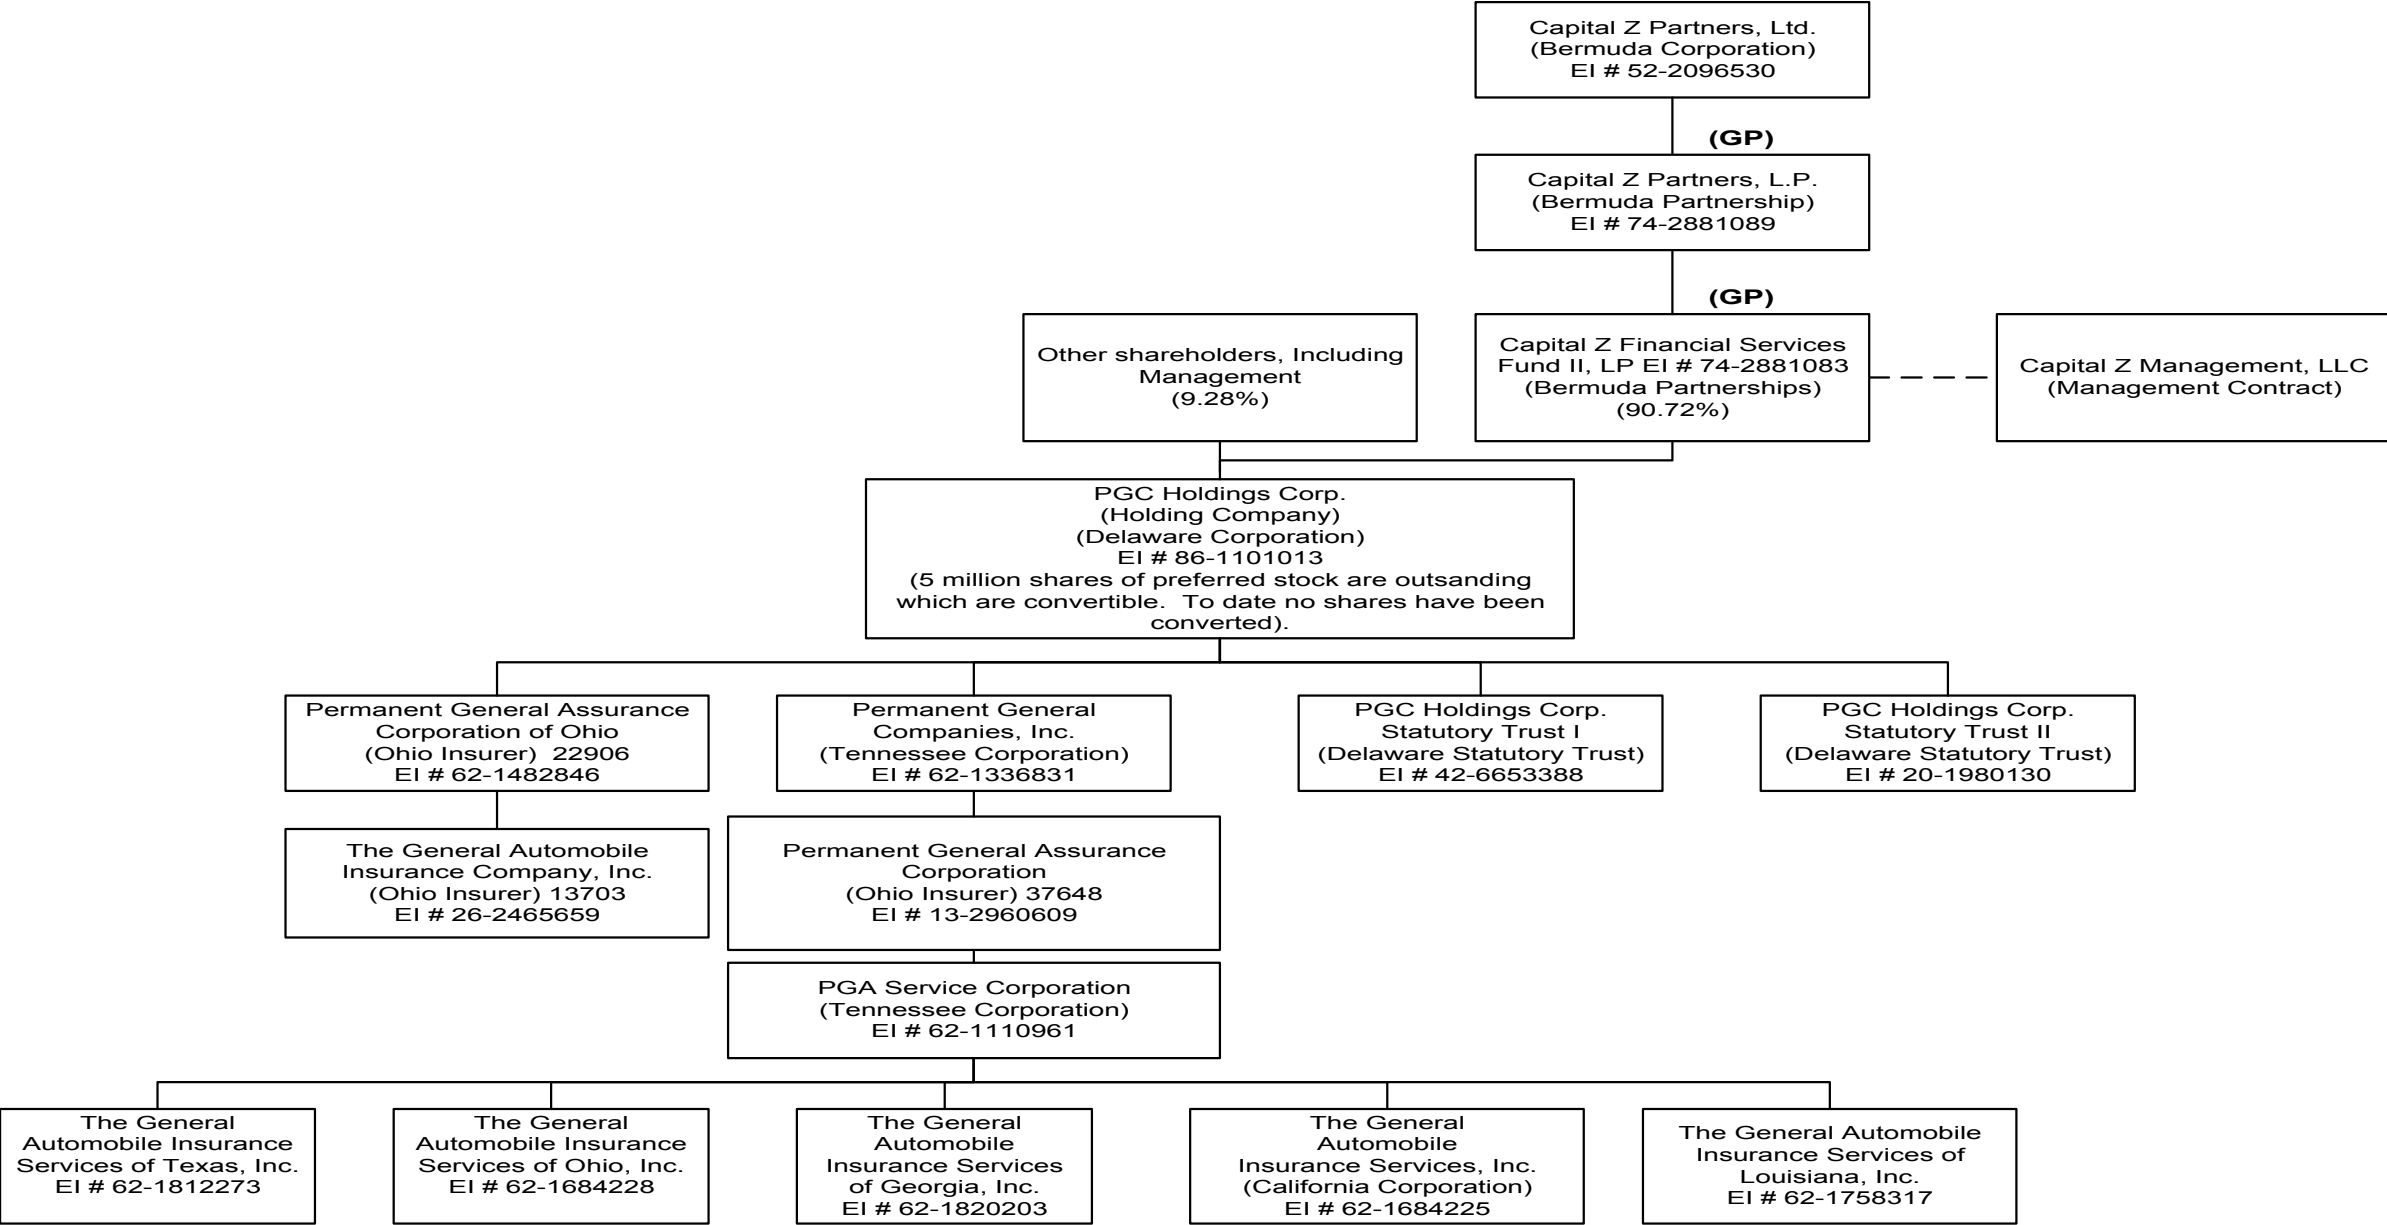 Capital Z Partners, Ltd.
(Bermuda Corporation)
EI # 52-2096530
(GP)
Capital Z Partners, L.P.
(Bermuda Partnership)
EI # 74-2881089
(GP)
Other shareholders, Including
Management
(9.28%)
Capital Z Financial Services
Fund II, LP EI # 74-2881083
(Bermuda Partnerships)
(90.72%)
Capital Z Management, LLC
(Management Contract)
PGC Holdings Corp.
(Holding Company)
(Delaware Corporation)
EI # 86-1101013
(5 million shares of preferred stock are outsanding
which are convertible.  To date no shares have been
converted).
Permanent General Assurance
Corporation of Ohio
(Ohio Insurer)  22906
EI # 62-1482846
Permanent General
Companies, Inc.
(Tennessee Corporation)
EI # 62-1336831
PGC Holdings Corp.
Statutory Trust I
(Delaware Statutory Trust)
EI # 42-6653388
PGC Holdings Corp.
Statutory Trust II
(Delaware Statutory Trust)
EI # 20-1980130
The General Automobile
Insurance Company, Inc.
(Ohio Insurer) 13703
EI # 26-2465659
Permanent General Assurance
Corporation
(Ohio Insurer) 37648
EI # 13-2960609
PGA Service Corporation
(Tennessee Corporation)
EI # 62-1110961
The General
Automobile Insurance
Services of Texas, Inc.
EI # 62-1812273
The General
Automobile Insurance
Services of Ohio, Inc.
EI # 62-1684228
The General
Automobile
Insurance Services
of Georgia, Inc.
EI # 62-1820203
The General
Automobile
Insurance Services, Inc.
(California Corporation)
EI # 62-1684225
The General Automobile
Insurance Services of
Louisiana, Inc.
EI # 62-1758317